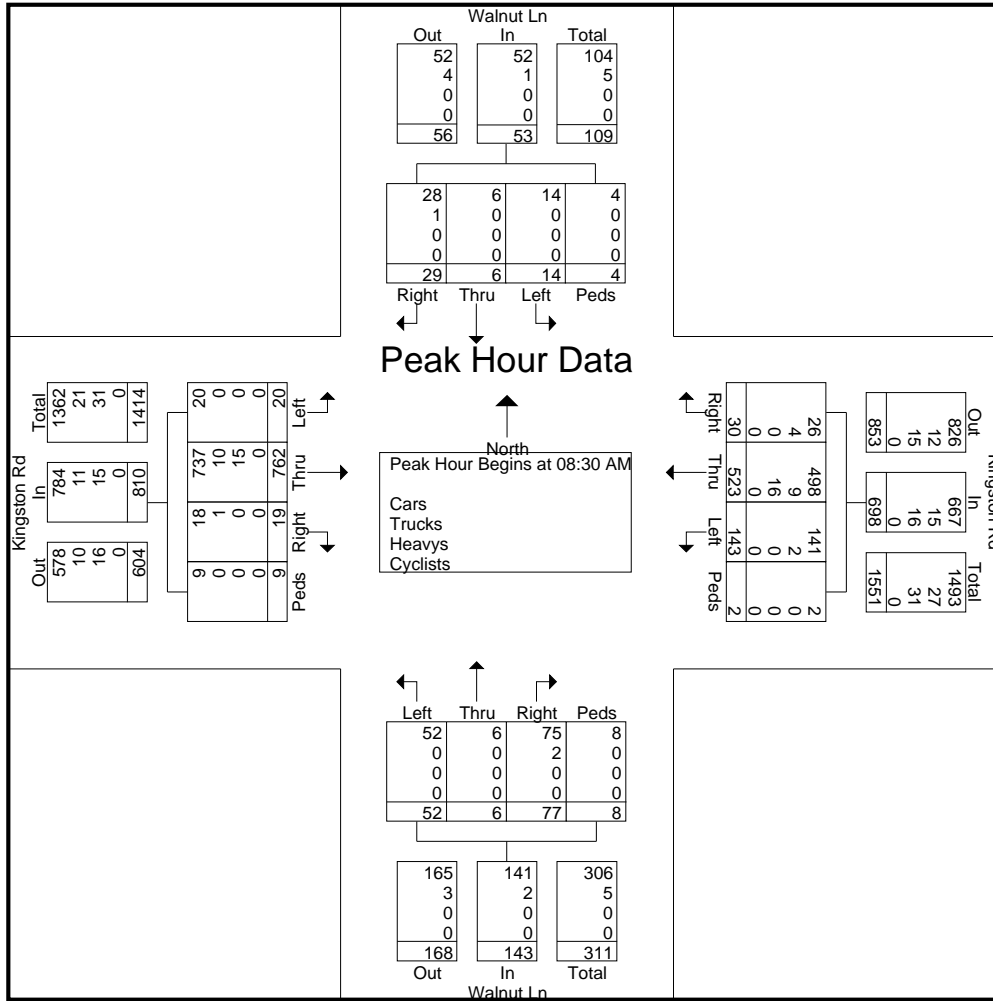 Walnut Ln
Out In Total
52 52 104
4 1 5
0 0 0
0 0 0
56 53 109
28 6 14 4
1 0 0 0
0 0 0 0
0 0 0 0
29 6 14 4
Right Thru Left Peds
Peak Hour Data
Kingston Rd
Total
1362
21
31
0
1414
In
784
11
15
0
810
Out
578
10
16
0
604
Left
20
0
0
0
20
Thru
737
10
15
0
762
Right
18
1
0
0
19
Peds
9
0
0
0
9
North
Peak Hour Begins at 08:30 AM
Cars
Trucks
Heavys
Cyclists
Right
26
4
0
0
30
Thru
498
9
16
0
523
Left
141
2
0
0
143
Peds
2
0
0
0
2
Kingston Rd
Out
826
12
15
0
853
In
667
15
16
0
698
Total
1493
27
31
0
1551
Left Thru Right Peds
52 6 75 8
0 0 2 0
0 0 0 0
0 0 0 0
52 6 77 8
165 141 306
3 2 5
0 0 0
0 0 0
168 143 311
Out In Total
Walnut Ln